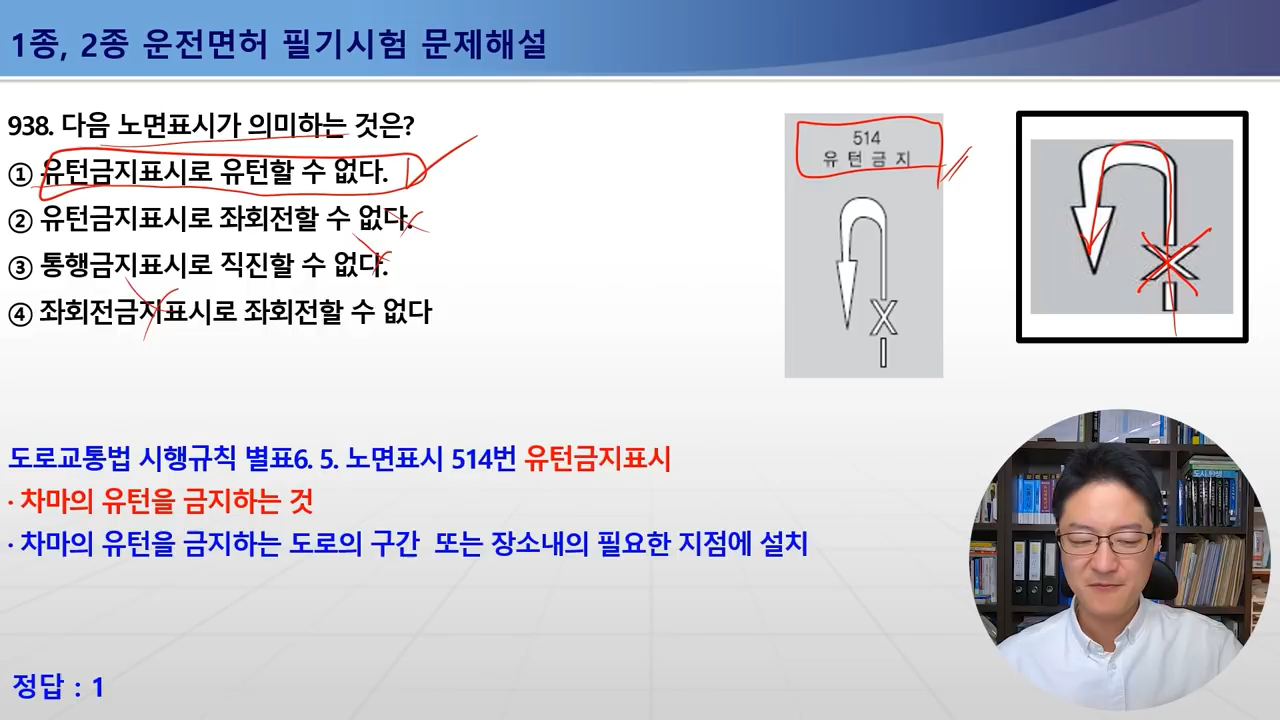 1종, 2종 운전면허 필기시험 문제해설
938. 다음 노면표시가 의미하는 것은?
① 유턴금지표시로 유턴할 수 없다.
② 유턴금지표시로 좌회전할 수 없다.
③ 통행금지표시로 직진할 수 없다.
④ 좌회전금지표시로 좌회전할 수 없다
514
유턴금지
도로교통법 시행규칙 별표6. 5. 노면표시 514번 유턴금지표시
· 차마의 유턴을 금지하는 것
· 차마의 유턴을 금지하는 도로의 구간 또는 장소내의 필요한 지점에 설치
정답 : 1